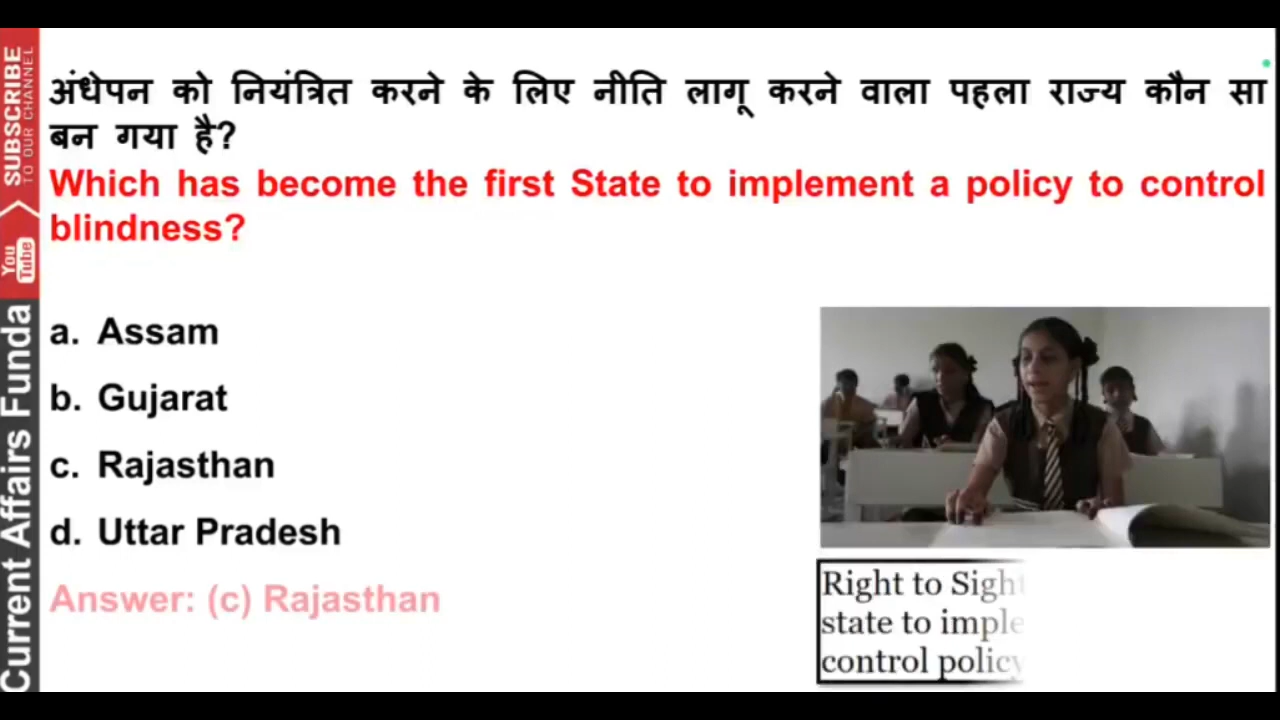 अंधेपन को नियंत्रित करने के लिए नीति लागू करने वाला पहला राज्य कौन सा
बन गया है?
Which has become the first State to implement a policy to control
blindness?
a. Assam
b. Gujarat
c. Rajasthan
d. Uttar Pradesh
Answer: (c) Rajasthan
Right to Sight
state to imple
control policy
SUBSCRIBE
TO OUR CHANNEL
You
Tube
Current Affairs Funda